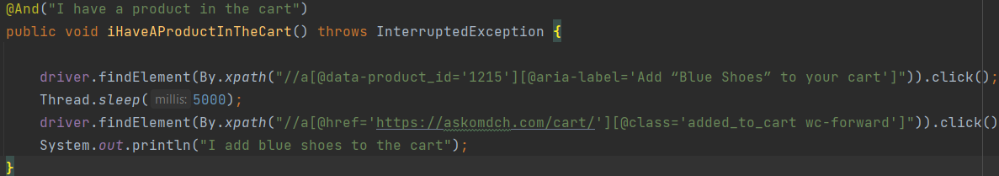 @And("I have a product in the cart")
public void iHaveAProductInTheCart() throws InterruptedException {
driver.findElement(By.xpath("//a[@data-product_id='1215'][@aria-label='Add “Blue Shoes” to your cart']")).click();
Thread.sleep( millis: 5000);
driver.findElement(By.xpath("//a[@href='https://askomdch.com/cart/'][@class='added_to_cart wc-forward']")).click()
System.out.println("I add blue shoes to the cart");
}